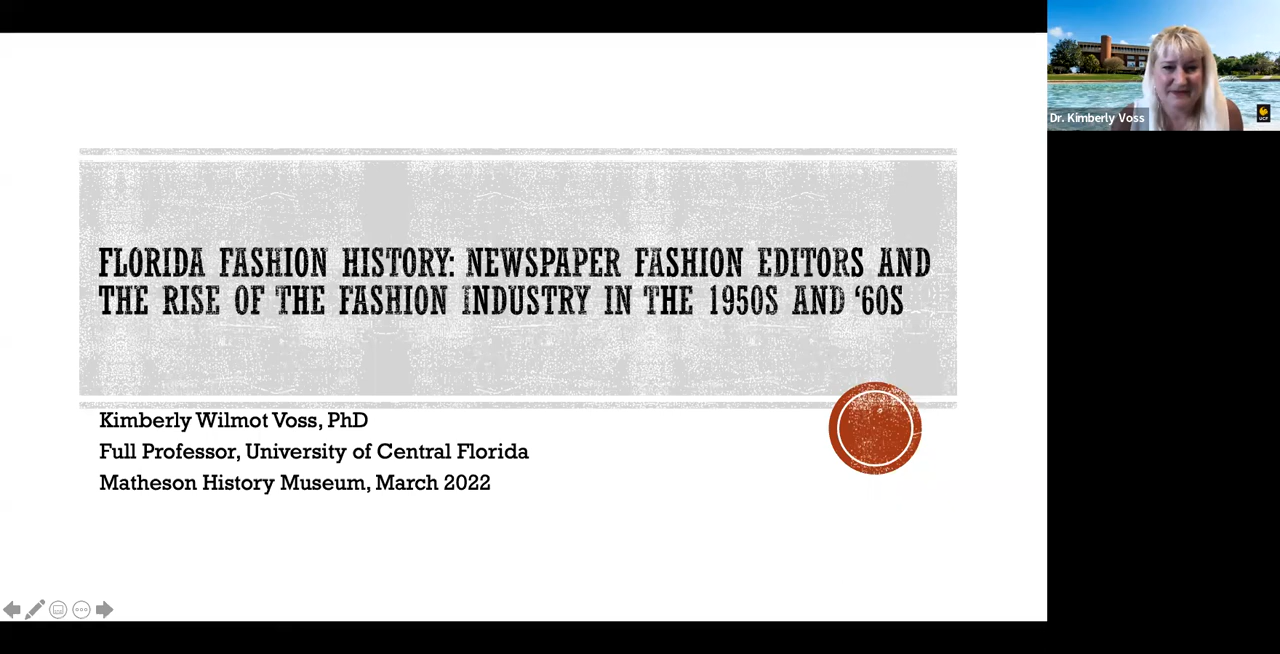 FLORIDA FASHION HISTORY: NEWSPAPER FASHION EDITORS AND
THE RISE OF THE FASHION INDUSTRY IN THE 1950S AND ‘60S
Kimberly Wilmot Voss, PhD
Full Professor, University of Central Florida
Matheson History Museum, March 2022
Dr. Kimberly Voss
UCF